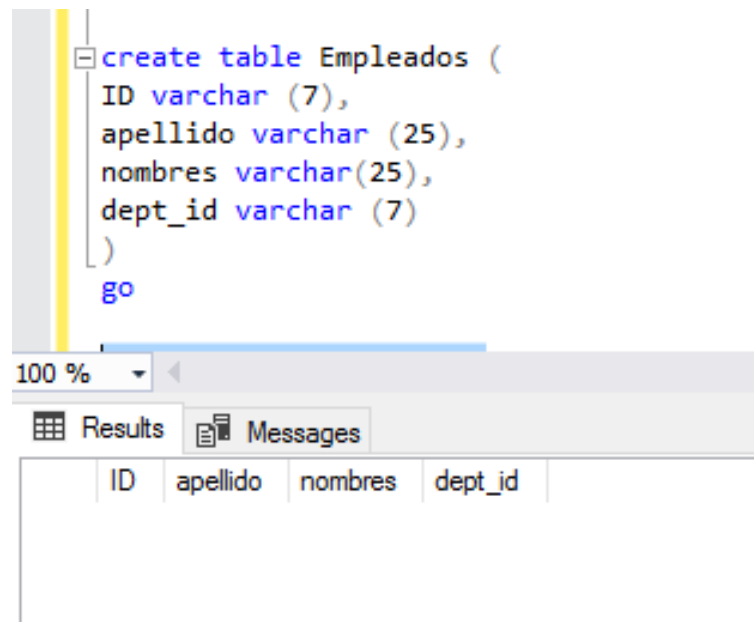 create table Empleados (
ID varchar (7),
apellido varchar (25),
nombres varchar(25),
dept_id varchar (7)
)
go
100 %
Results Messages
ID apellido nombres dept_id